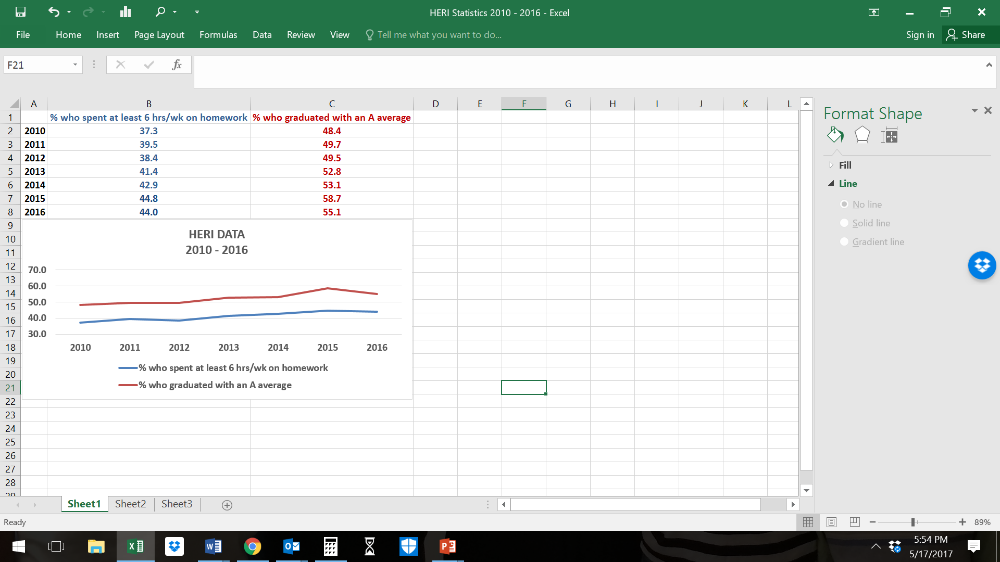 HERI Statistics 2010 - 2016 - Excel
File Home Insert Page Layout Formulas Data Review View Tell me what you want to do... Sign in Share
F21 fx
A B C D E F G H I J K L
1 % who spent at least 6 hrs/wk on homework % who graduated with an A average
2 2010 37.3 48.4
3 2011 39.5 49.7
4 2012 38.4 49.5
5 2013 41.4 52.8
6 2014 42.9 53.1
7 2015 44.8 58.7
8 2016 44.0 55.1
9
10
11
12
13
14
15
16
17
18
19
20
21
22
23
24
25
26
27
28
29
HERI DATA
2010 - 2016
70.0
60.0
50.0
40.0
30.0
2010 2011 2012 2013 2014 2015 2016
% who spent at least 6 hrs/wk on homework
% who graduated with an A average
Format Shape
Fill
Line
No line
Solid line
Gradient line
Sheet1 Sheet2 Sheet3
Ready 89%
5:54 PM
5/17/2017